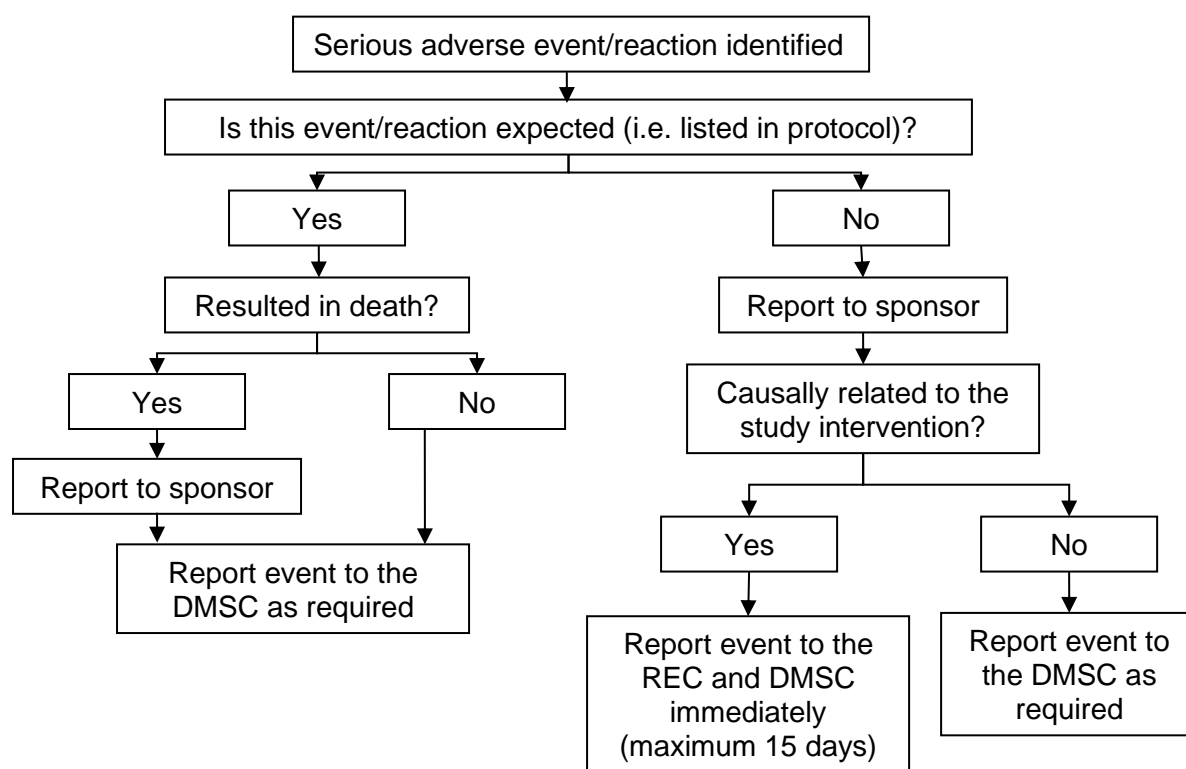 Serious adverse event/reaction identified
Is this event/reaction expected (i.e. listed in protocol)?
Yes
No
Resulted in death?
Report to sponsor
Yes
No
Causally related to the
study intervention?
Report to sponsor
Yes
No
Report event to the
DMSC as required
Report event to the
REC and DMSC
immediately
(maximum 15 days)
Report event to
the DMSC as
required